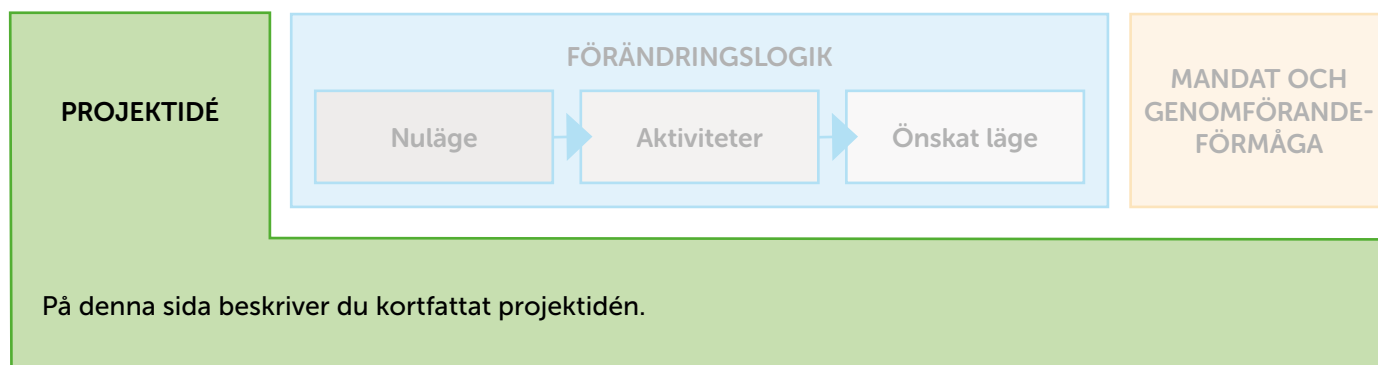 PROJEKTIDÉ
FÖRÄNDRINGSLOGIK
Nuläge
Aktiviteter
Önskat läge
MANDAT OCH
GENOMFÖRANDE-
FÖRMÅGA
På denna sida beskriver du kortfattat projektidén.